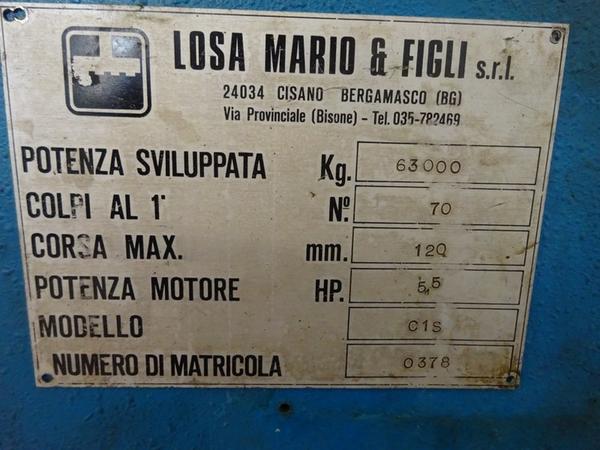 LOSA MARIO & FIGLI s.r.l.
24034 CISANO BERGAMASCO (BG)
Via Provinciale (Bisone) - Tel. 035-782469
POTENZA SVILUPPATA Kg. 63000
COLPI AL 1' Nº. 70
CORSA MAX. mm. 120
POTENZA MOTORE HP. 5,5
MODELLO C1S
NUMERO DI MATRICOLA 0378